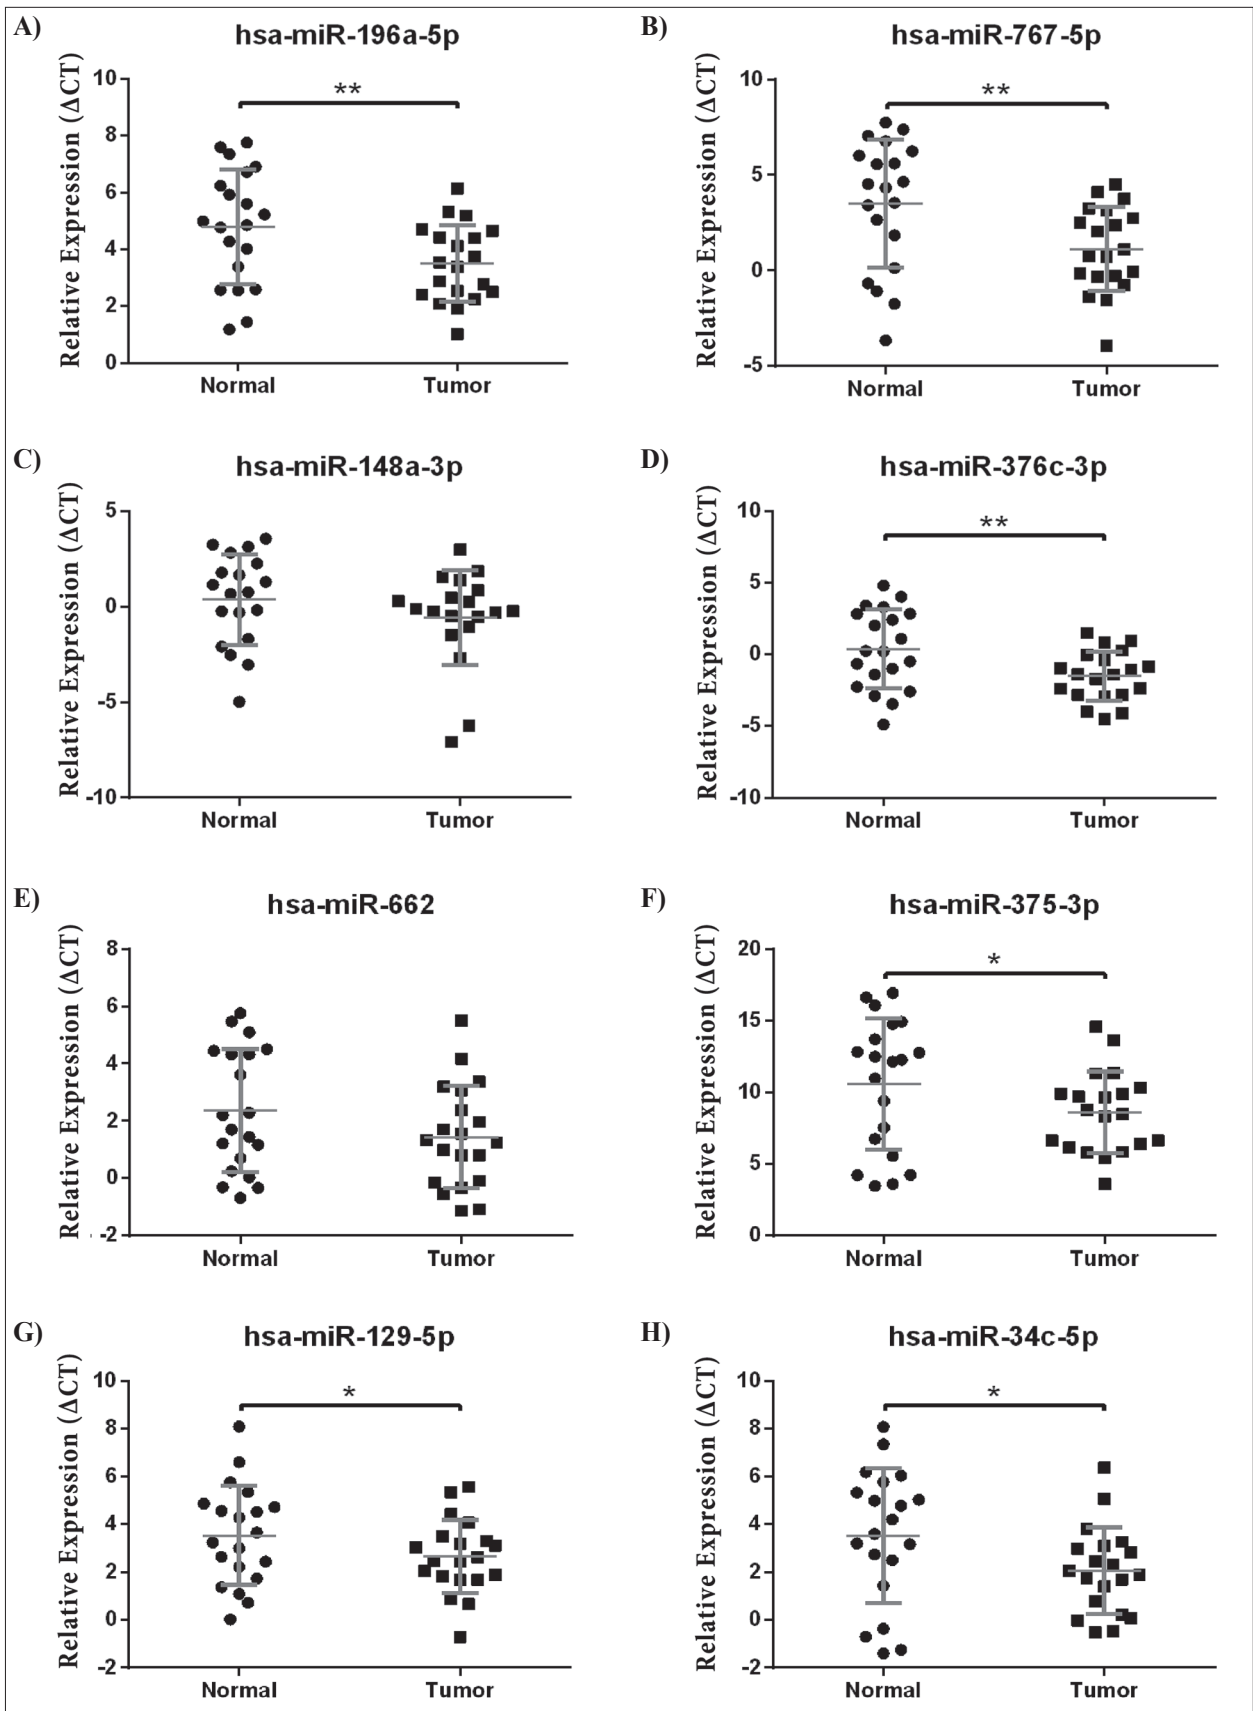 A)
hsa-miR-196a-5p
Relative Expression (ΔCT)
10
8
6
4
2
0
**
Normal
Tumor
B)
hsa-miR-767-5p
Relative Expression (ΔCT)
10
5
0
-5
**
Normal
Tumor
C)
hsa-miR-148a-3p
Relative Expression (ΔCT)
5
0
-5
-10
Normal
Tumor
D)
hsa-miR-376c-3p
Relative Expression (ΔCT)
10
5
0
-5
-10
**
Normal
Tumor
E)
hsa-miR-662
Relative Expression (ΔCT)
8
6
4
2
0
-2
Normal
Tumor
F)
hsa-miR-375-3p
Relative Expression (ΔCT)
20
15
10
5
0
*
Normal
Tumor
G)
hsa-miR-129-5p
Relative Expression (ΔCT)
10
8
6
4
2
0
-2
*
Normal
Tumor
H)
hsa-miR-34c-5p
Relative Expression (ΔCT)
10
8
6
4
2
0
-2
*
Normal
Tumor